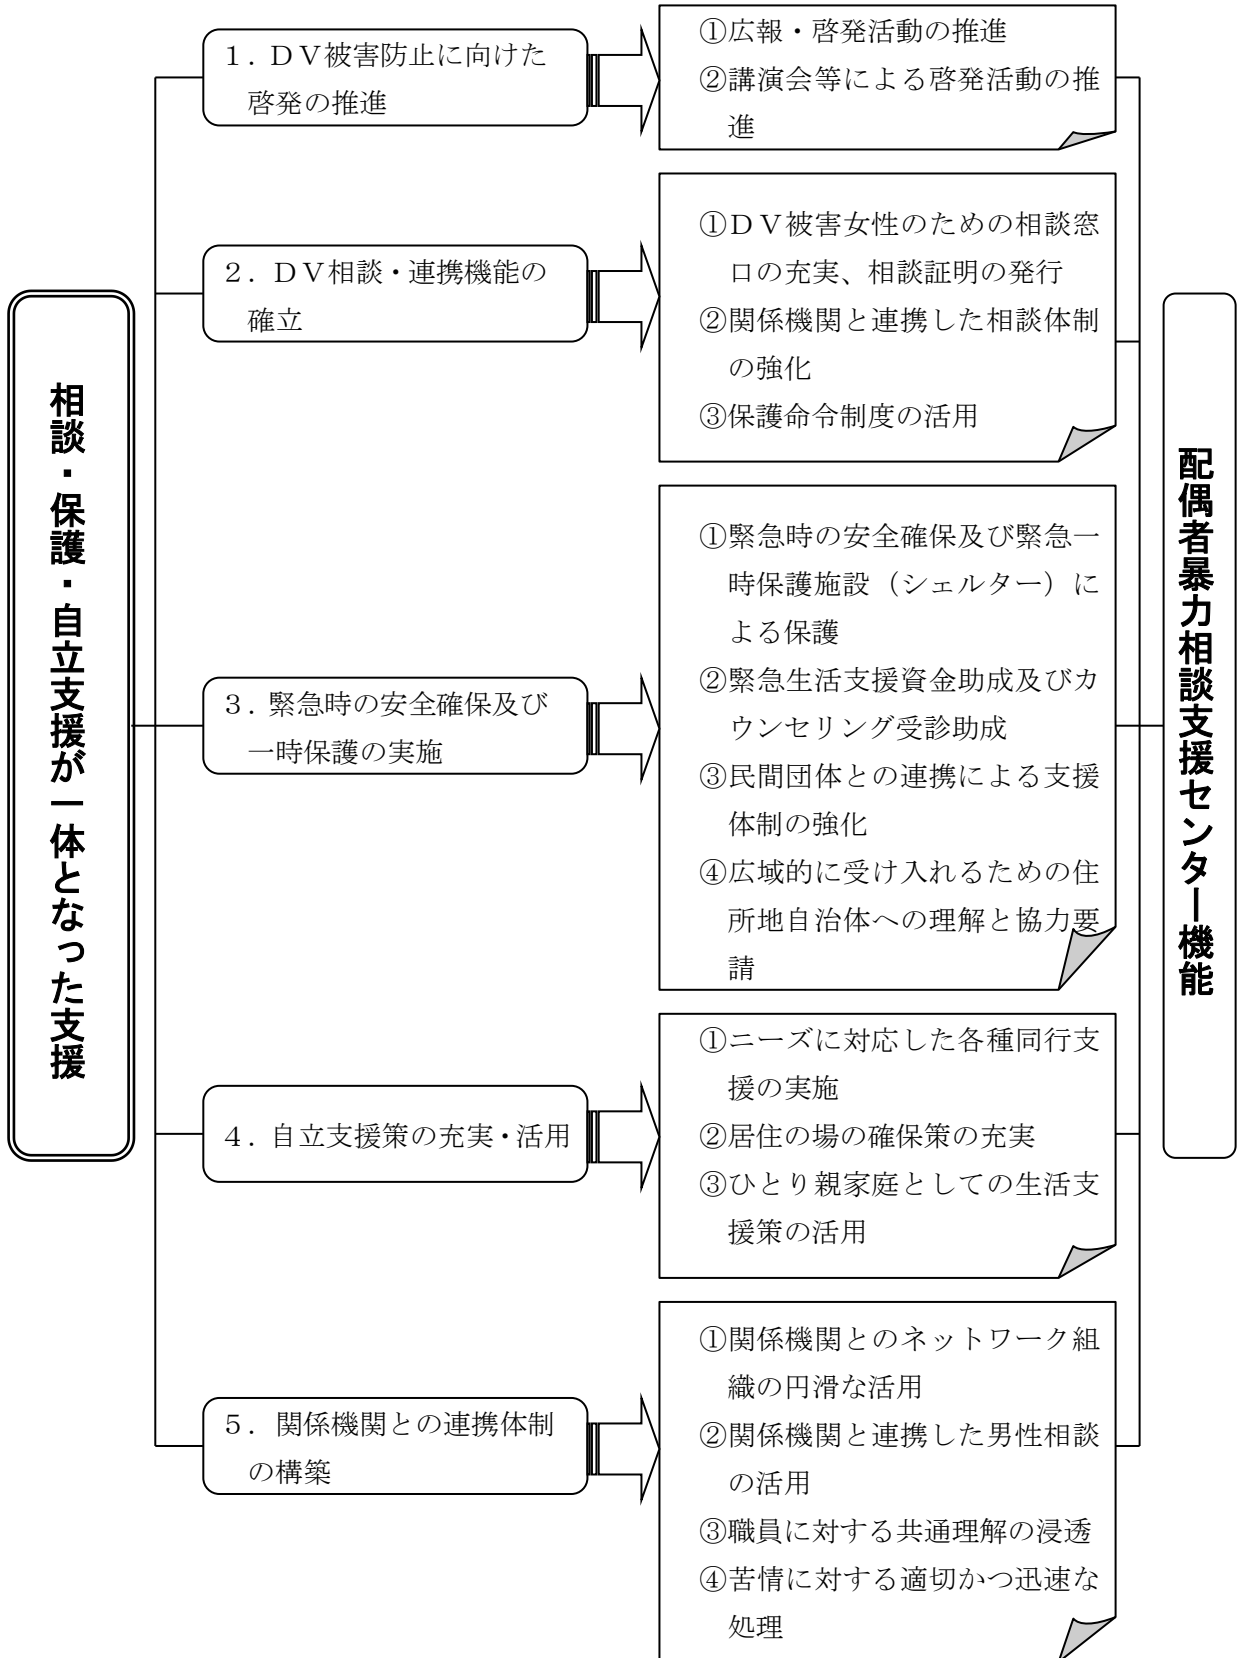 相談・保護・自立支援が一体となった支援
１．ＤＶ被害防止に向けた
啓発の推進
①広報・啓発活動の推進
②講演会等による啓発活動の推
進
２．ＤＶ相談・連携機能の
確立
①ＤＶ被害女性のための相談窓
口の充実、相談証明の発行
②関係機関と連携した相談体制
の強化
③保護命令制度の活用
３．緊急時の安全確保及び
一時保護の実施
①緊急時の安全確保及び緊急一
時保護施設（シェルター）に
よる保護
②緊急生活支援資金助成及びカ
ウンセリング受診助成
③民間団体との連携による支援
体制の強化
④広域的に受け入れるための住
所地自治体への理解と協力要
請
４．自立支援策の充実・活用
①ニーズに対応した各種同行支
援の実施
②居住の場の確保策の充実
③ひとり親家庭としての生活支
援策の活用
５．関係機関との連携体制
の構築
①関係機関とのネットワーク組
織の円滑な活用
②関係機関と連携した男性相談
の活用
③職員に対する共通理解の浸透
④苦情に対する適切かつ迅速な
処理
配偶者暴力相談支援センター機能